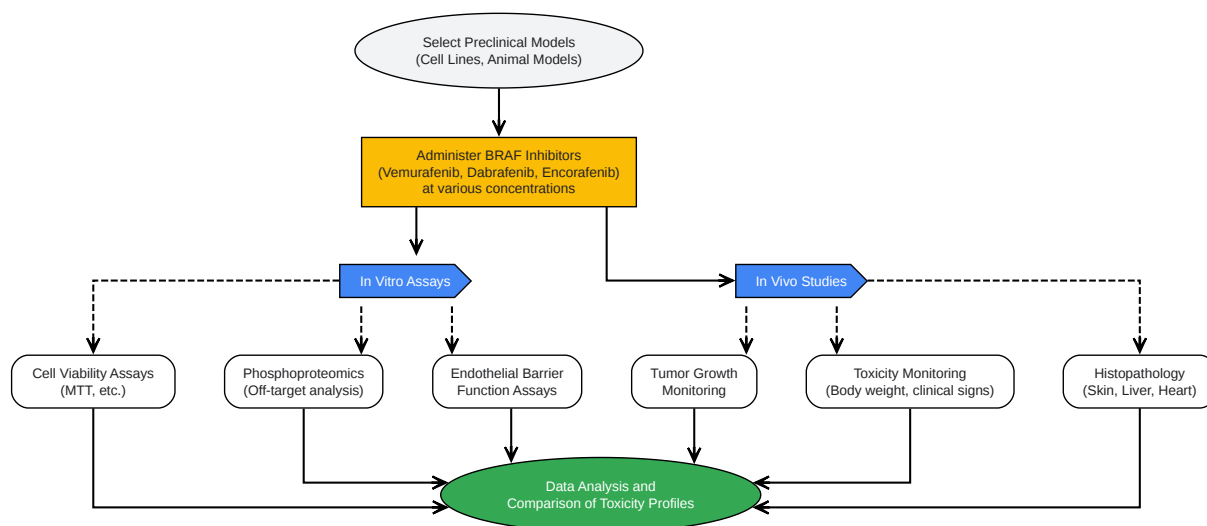 Select Preclinical Models
(Cell Lines, Animal Models)
Administer BRAF Inhibitors
(Vemurafenib, Dabrafenib, Encorafenib)
at various concentrations
In Vitro Assays
In Vivo Studies
Cell Viability Assays
(MTT, etc.)
Phosphoproteomics
(Off-target analysis)
Endothelial Barrier
Function Assays
Tumor Growth
Monitoring
Toxicity Monitoring
(Body weight, clinical signs)
Histopathology
(Skin, Liver, Heart)
Data Analysis and
Comparison of Toxicity Profiles